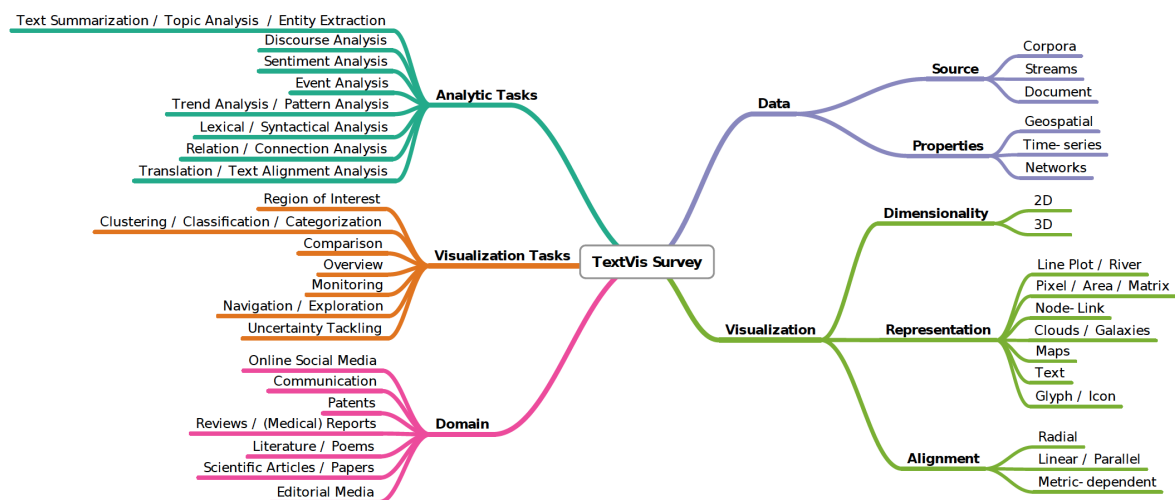 Text Summarization / Topic Analysis / Entity Extraction
Discourse Analysis
Sentiment Analysis
Event Analysis
Trend Analysis / Pattern Analysis
Lexical / Syntactical Analysis
Relation / Connection Analysis
Translation / Text Alignment Analysis
Analytic Tasks
Region of Interest
Clustering / Classification / Categorization
Comparison
Overview
Monitoring
Navigation / Exploration
Uncertainty Tackling
Visualization Tasks
Online Social Media
Communication
Patents
Reviews / (Medical) Reports
Literature / Poems
Scientific Articles / Papers
Editorial Media
Domain
TextVis Survey
Data
Source
Corpora
Streams
Document
Properties
Geospatial
Time-series
Networks
Visualization
Dimensionality
2D
3D
Representation
Line Plot / River
Pixel / Area / Matrix
Node-Link
Clouds / Galaxies
Maps
Text
Glyph / Icon
Alignment
Radial
Linear / Parallel
Metric-dependent